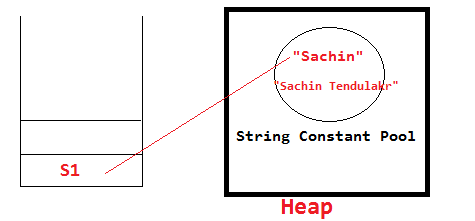 "Sachin"
"Sachin Tendulakr"
String Constant Pool
S1
Heap